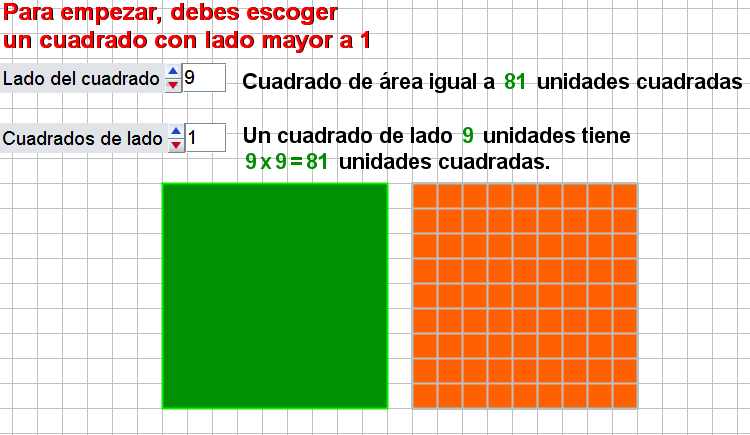 Para empezar, debes escoger
un cuadrado con lado mayor a 1
Lado del cuadrado 9
Cuadrado de área igual a 81 unidades cuadradas
Cuadrados de lado 1
Un cuadrado de lado 9 unidades tiene
9 x 9 = 81 unidades cuadradas.